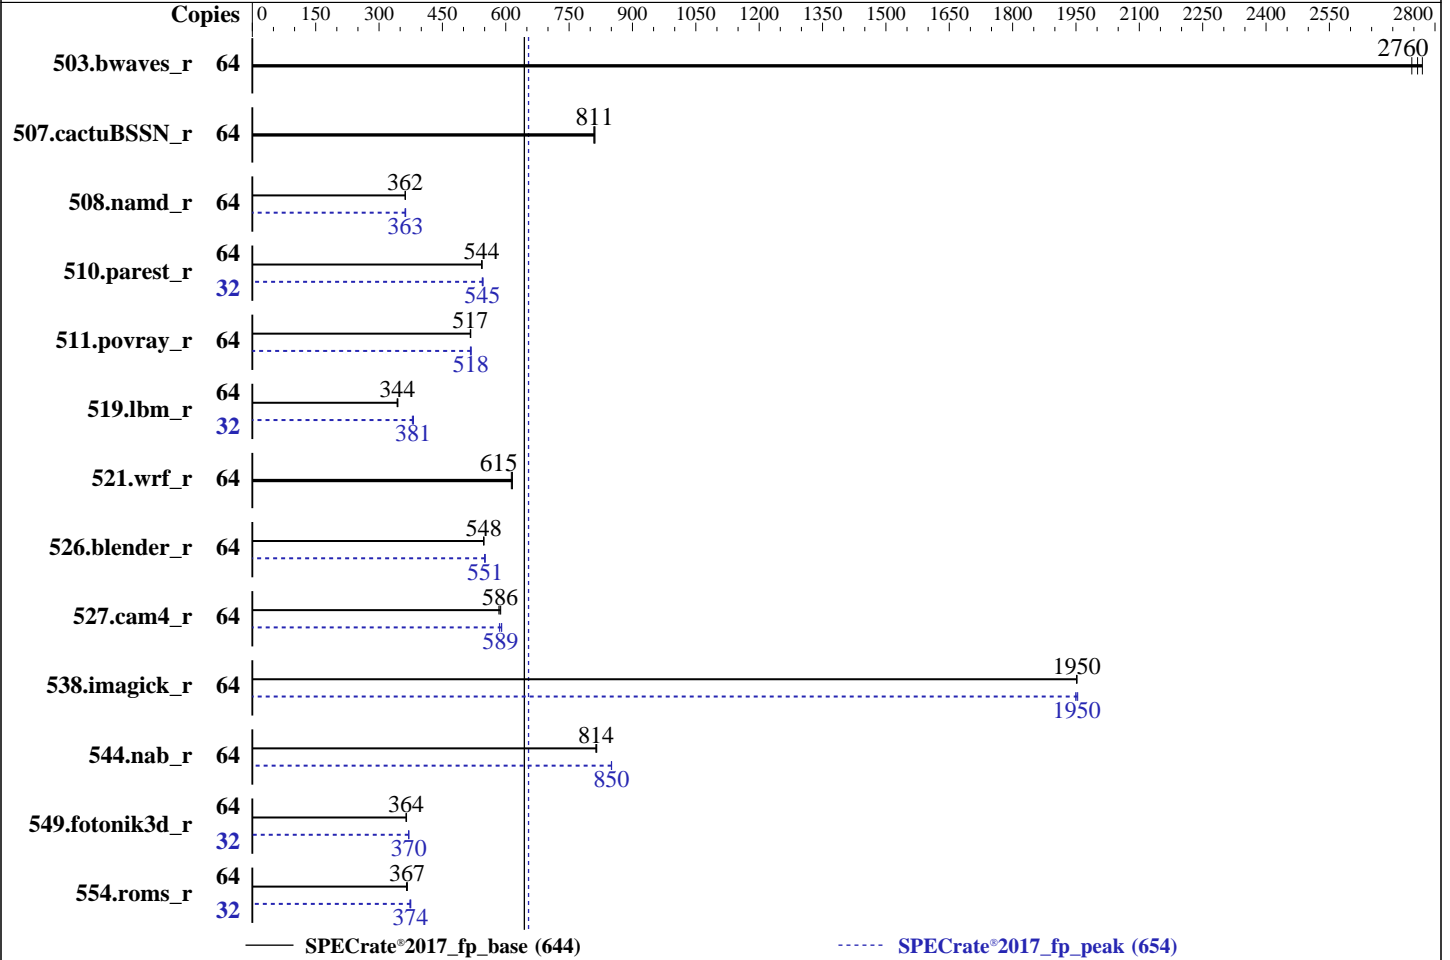 Copies 0 150 300 450 600 750 900 1050 1200 1350 1500 1650 1800 1950 2100 2250 2400 2550 2800
503.bwaves_r 64 2760
507.cactuBSSN_r 64 811
508.namd_r 64 362
363
64 544
510.parest_r
32 545
511.povray_r 64 517
518
64 344
519.lbm_r
32 381
521.wrf_r 64 615
526.blender_r 64 548
551
527.cam4_r 64 586
589
538.imagick_r 64 1950
1950
544.nab_r 64 814
850
64 364
549.fotonik3d_r
32 370
64 367
554.roms_r
32 374
SPECrate®2017_fp_base (644) SPECrate®2017_fp_peak (654)